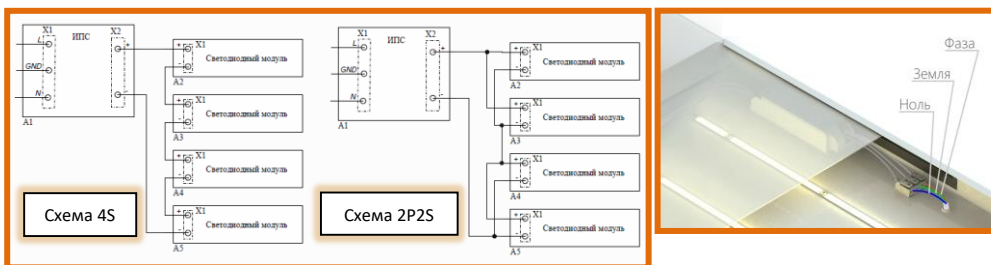 X1
ИПС
X2
L
GND
N
+
-
A1
+
X1
-
Светодиодный модуль
A2
+
X1
-
Светодиодный модуль
A3
+
X1
-
Светодиодный модуль
A4
+
X1
-
Светодиодный модуль
A5
Схема 4S
X1
ИПС
X2
L
GND
N
+
-
A1
+
X1
-
Светодиодный модуль
A2
+
X1
-
Светодиодный модуль
A3
+
X1
-
Светодиодный модуль
A4
+
X1
-
Светодиодный модуль
A5
Схема 2P2S
Фаза
Земля
Ноль